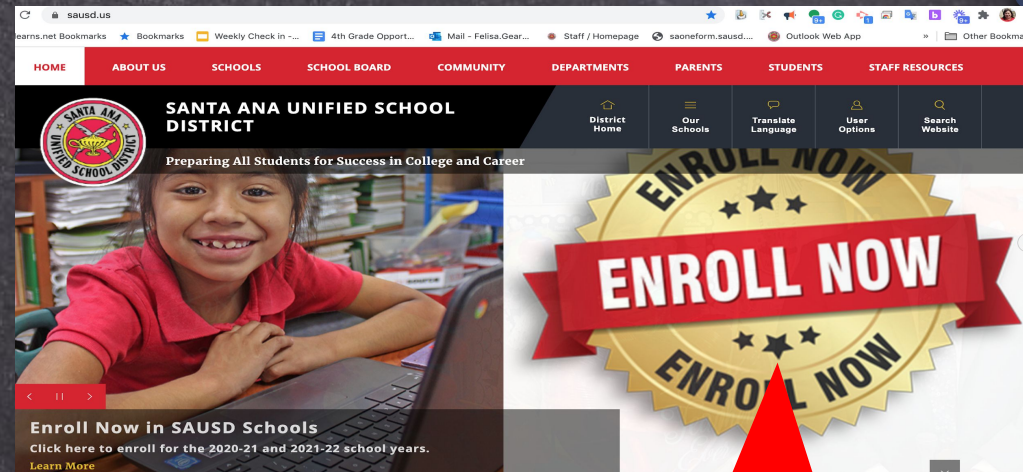 sausd.us
learns.net Bookmarks Bookmarks Weekly Check in -... 4th Grade Opport... Mail - Felisa.Gear... Staff / Homepage saoneform.sausd.... Outlook Web App » Other Bookma
HOME ABOUT US SCHOOLS SCHOOL BOARD COMMUNITY DEPARTMENTS PARENTS STUDENTS STAFF RESOURCES
SANTA ANA
UNIFIED SCHOOL DISTRICT
SANTA ANA UNIFIED SCHOOL
DISTRICT
District
Home
Our
Schools
Translate
Language
User
Options
Search
Website
Preparing All Students for Success in College and Career
ENROLL NOW
ENROLL NOW
ENROLL NOW
Enroll Now in SAUSD Schools
Click here to enroll for the 2020-21 and 2021-22 school years.
Learn More